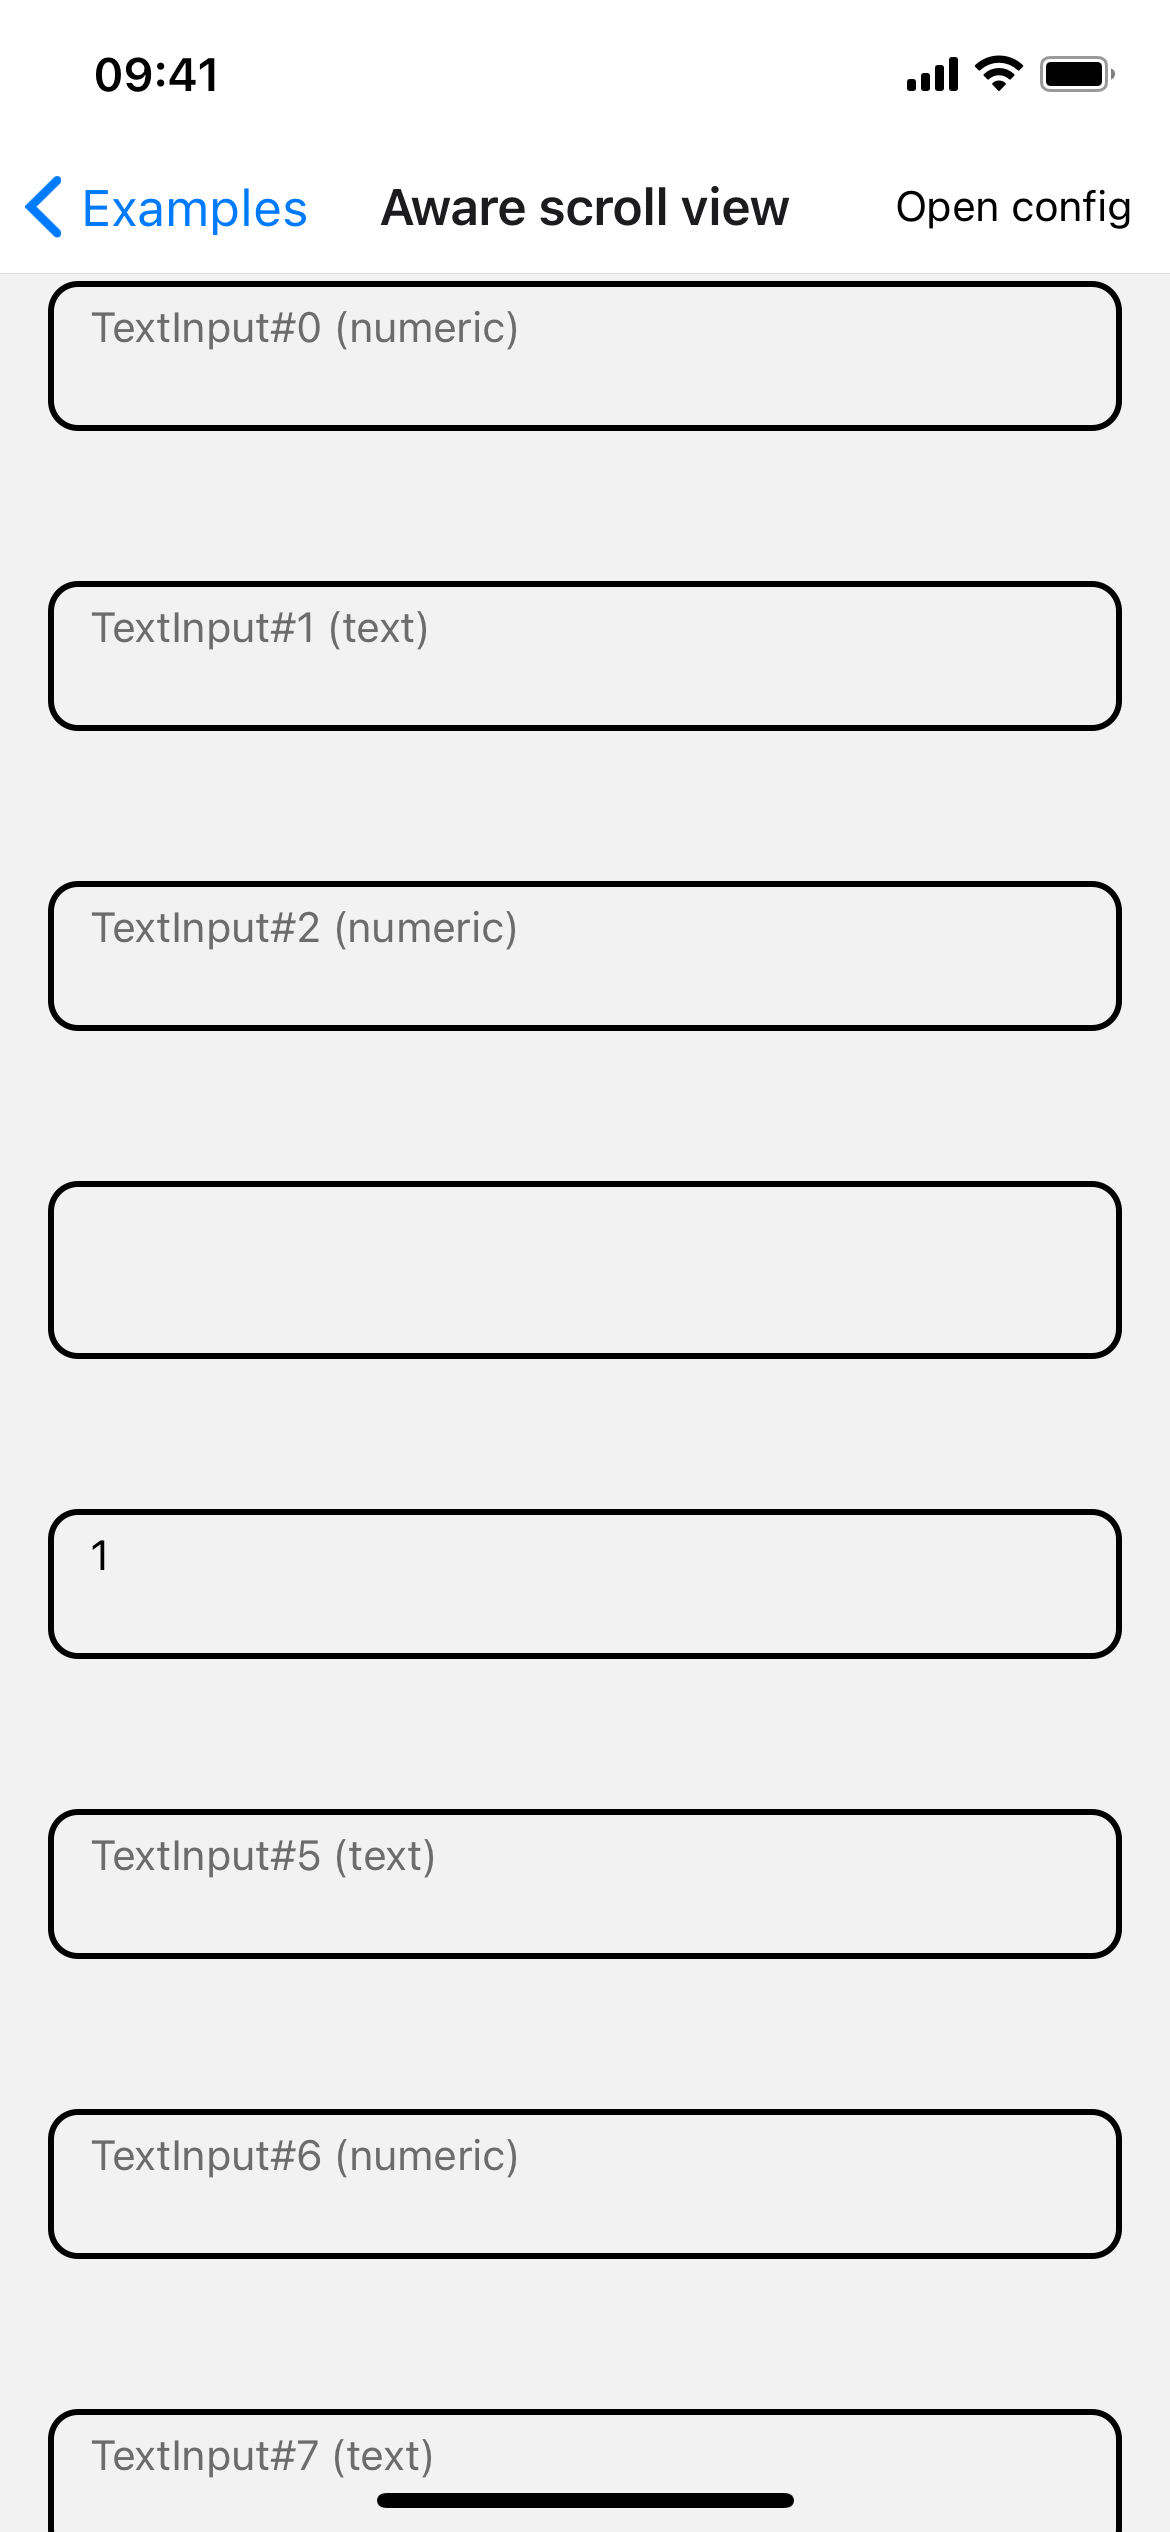 09:41
Examples
Aware scroll view
Open config
TextInput#0 (numeric)
TextInput#1 (text)
TextInput#2 (numeric)
1
TextInput#5 (text)
TextInput#6 (numeric)
TextInput#7 (text)